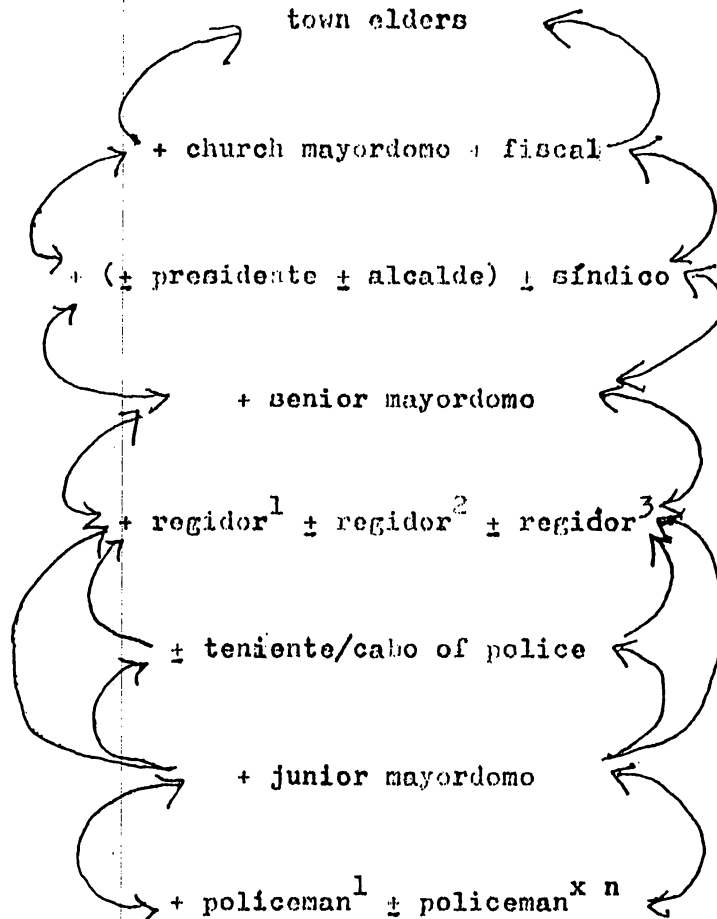 town elders
+ church mayordomo + fiscal
+ (± presidente ± alcalde) ± síndico
+ senior mayordomo
+ regidor¹ ± regidor² ± regidor³
± teniente/cabo of police
+ junior mayordomo
+ policeman¹ ± policemanˣ ⁿ